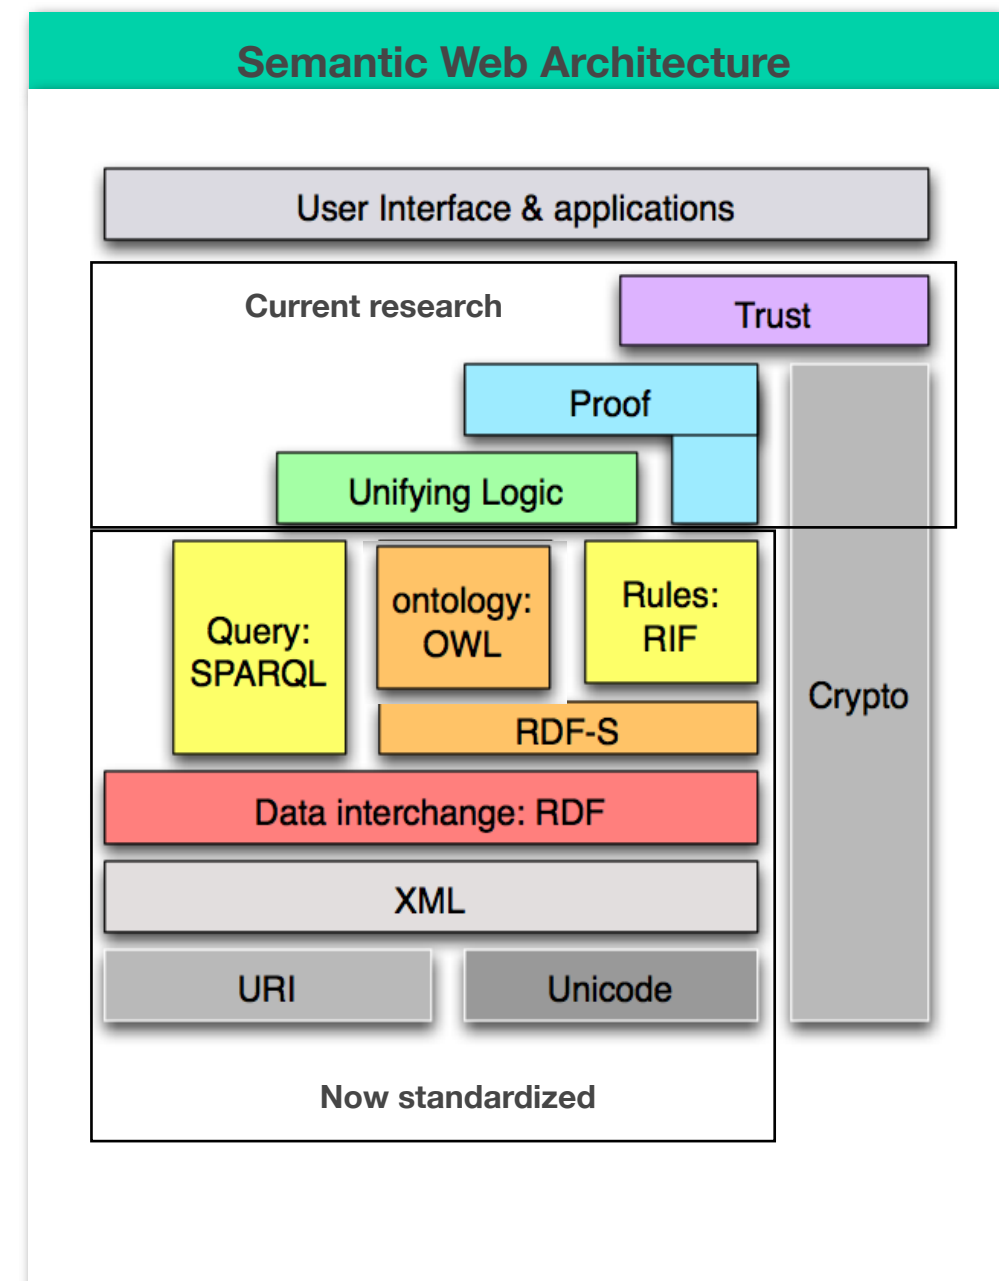 Semantic Web Architecture
User Interface & applications
Current research
Trust
Proof
Unifying Logic
Query:
SPARQL
ontology:
OWL
Rules:
RIF
Crypto
RDF-S
Data interchange: RDF
XML
URI
Unicode
Now standardized